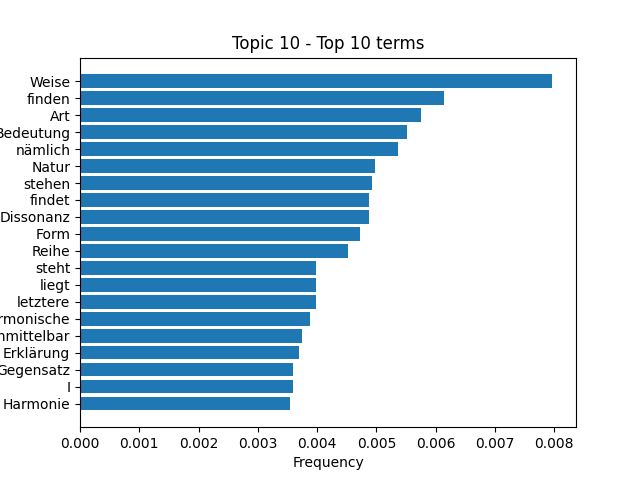 Topic 10 - Top 10 terms
Weise
finden
Art
Bedeutung
nämlich
Natur
stehen
findet
Dissonanz
Form
Reihe
steht
liegt
letztere
rmonische
nmittelbar
Erklärung
Gegensatz
I
Harmonie
0.000 0.001 0.002 0.003 0.004 0.005 0.006 0.007 0.008
Frequency